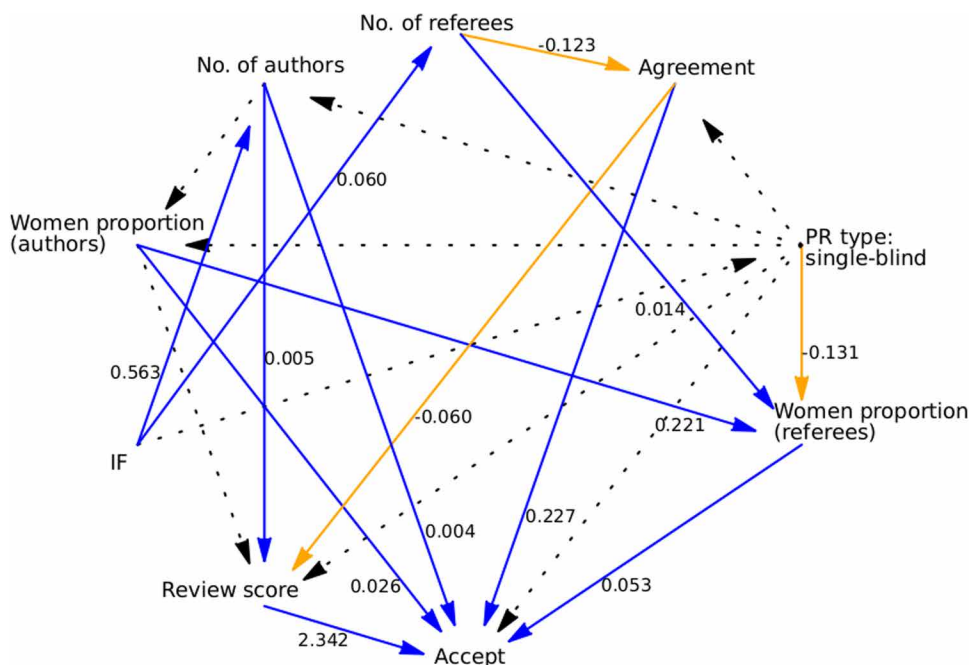 No. of referees
-0.123
No. of authors
Agreement
0.060
Women proportion
(authors)
PR type:
single-blind
0.014
0.005
-0.131
0.563
Women proportion
(referees)
-0.060
0.221
IF
0.227
0.004
Review score
0.026
0.053
2.342
Accept